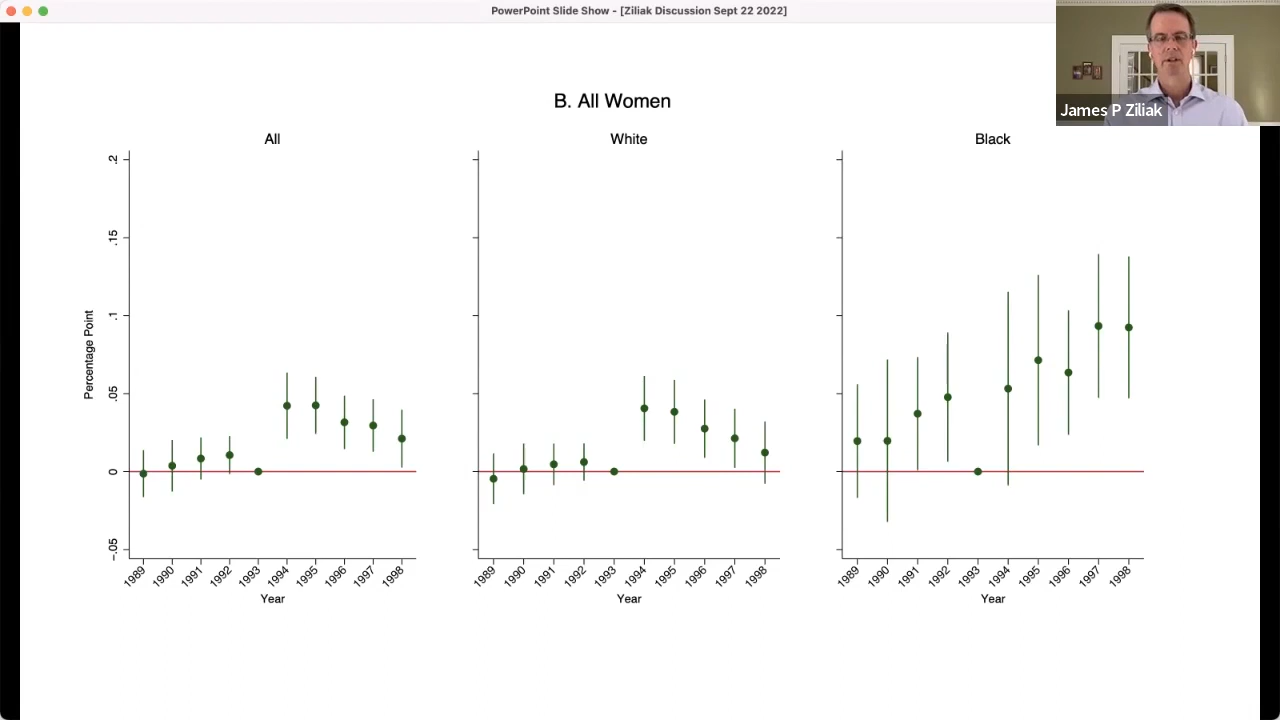 PowerPoint Slide Show - [Ziliak Discussion Sept 22 2022]
James P Ziliak
B. All Women
All
White
Black
Percentage Point
.2
.15
.1
.05
0
-.05
1989 1990 1991 1992 1993 1994 1995 1996 1997 1998
1989 1990 1991 1992 1993 1994 1995 1996 1997 1998
1989 1990 1991 1992 1993 1994 1995 1996 1997 1998
Year
Year
Year